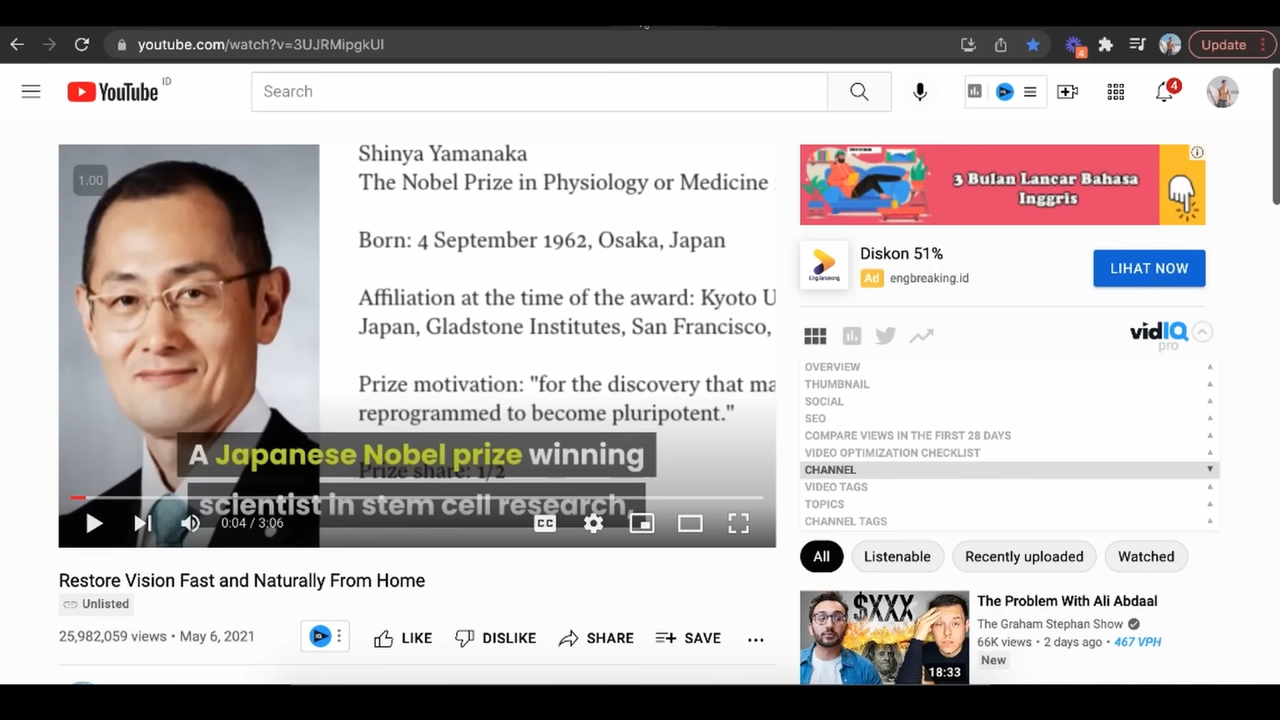 youtube.com/watch?v=3UJRMipgkUI
4
Update
YouTube
ID
Search
4
1.00
Shinya Yamanaka
The Nobel Prize in Physiology or Medicine
Born: 4 September 1962, Osaka, Japan
Affiliation at the time of the award: Kyoto U
Japan, Gladstone Institutes, San Francisco,
Prize motivation: "for the discovery that ma
reprogrammed to become pluripotent."
Prize share: 1/2
A Japanese Nobel prize winning
scientist in stem cell research,
0:04 / 3:06
CC
Restore Vision Fast and Naturally From Home
Unlisted
25,982,059 views • May 6, 2021
LIKE
DISLIKE
SHARE
SAVE
3 Bulan Lancar Bahasa
Inggris
Diskon 51%
Ad engbreaking.id
LIHAT NOW
vidIQ
pro
OVERVIEW
THUMBNAIL
SOCIAL
SEO
COMPARE VIEWS IN THE FIRST 28 DAYS
VIDEO OPTIMIZATION CHECKLIST
CHANNEL
VIDEO TAGS
TOPICS
CHANNEL TAGS
All
Listenable
Recently uploaded
Watched
$XXX
18:33
The Problem With Ali Abdaal
The Graham Stephan Show
66K views • 2 days ago • 467 VPH
New